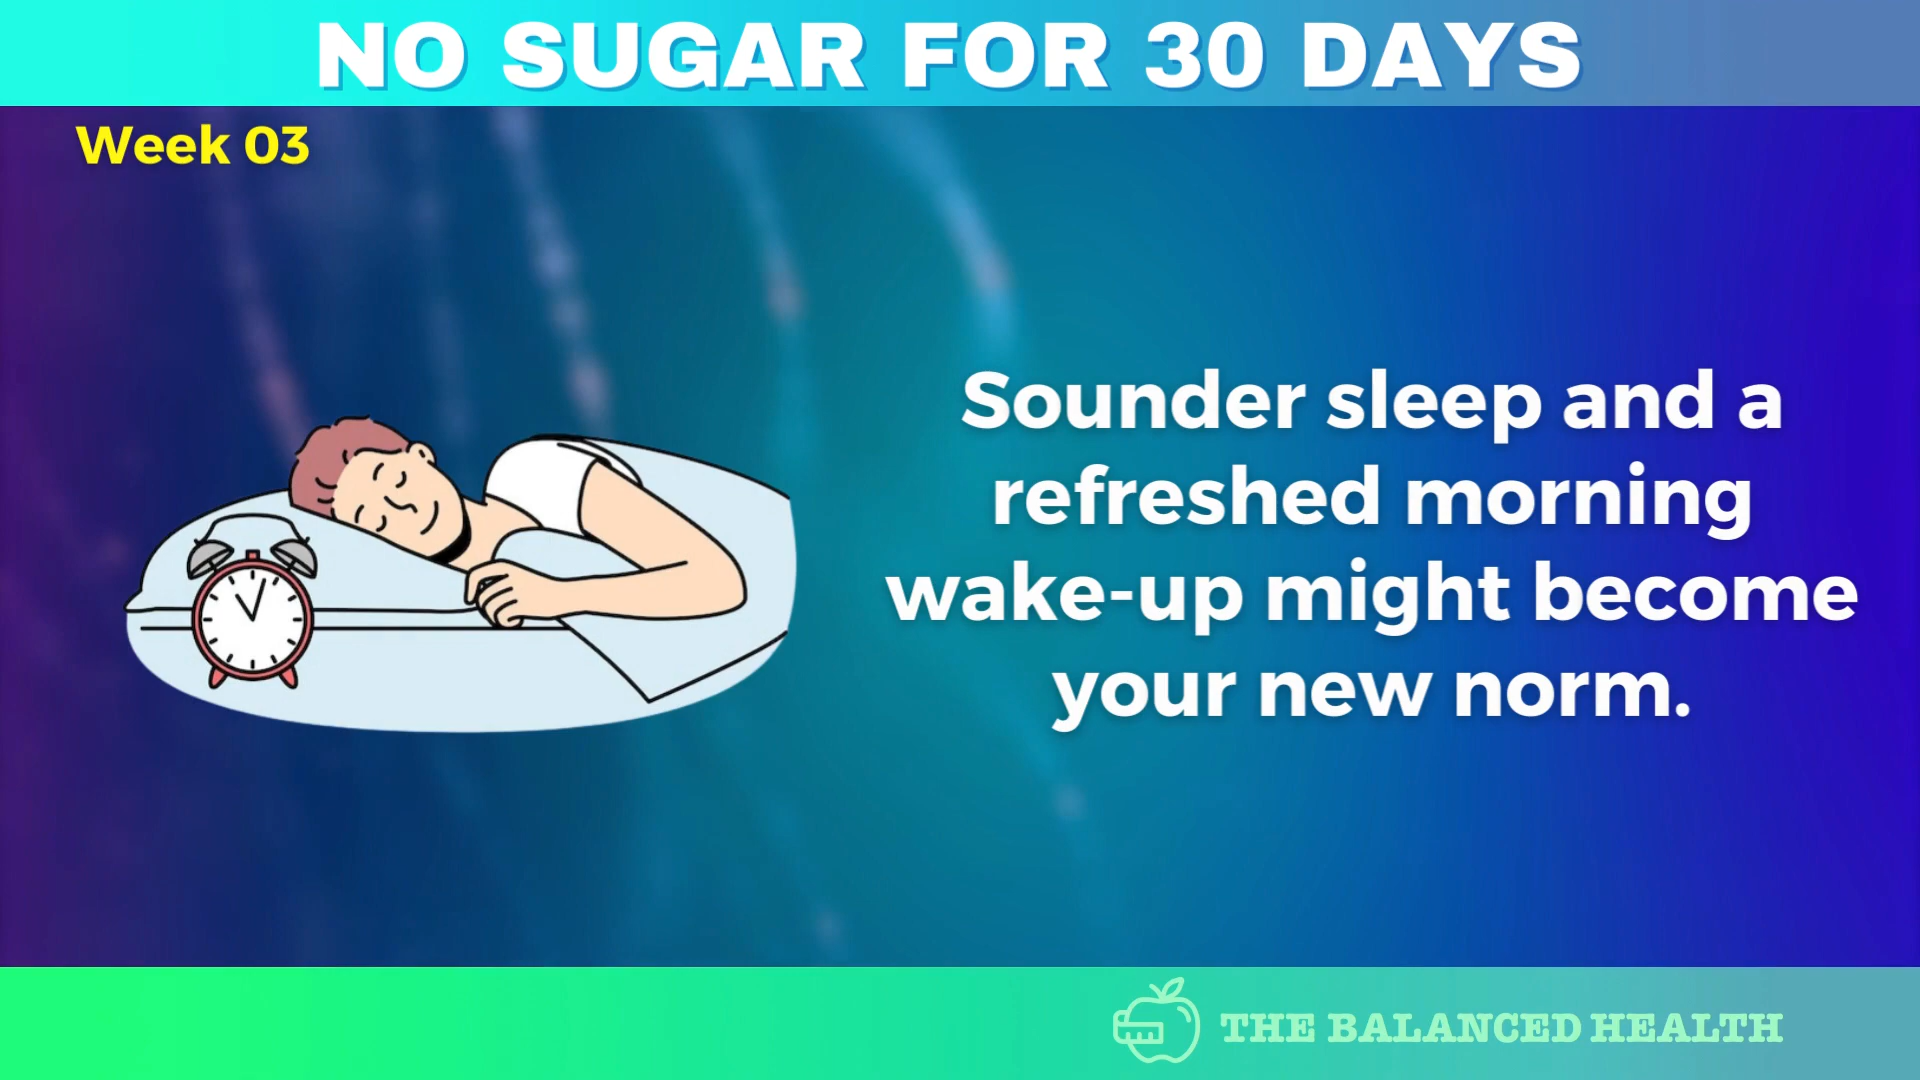 NO SUGAR FOR 30 DAYS
Week 03
Sounder sleep and a
refreshed morning
wake-up might become
your new norm.
THE BALANCED HEALTH